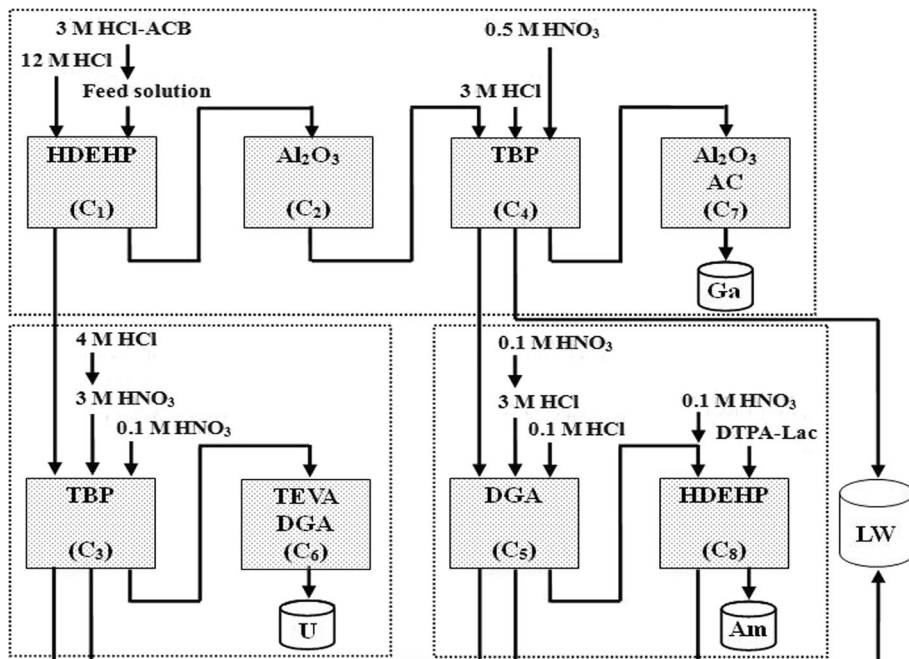 3 M HCl-ACB
12 M HCl
Feed solution
0.5 M HNO₃
3 M HCl
HDEHP
(C₁)
Al₂O₃
(C₂)
TBP
(C₄)
Al₂O₃
AC
(C₇)
Ga
4 M HCl
3 M HNO₃
0.1 M HNO₃
TBP
(C₃)
TEVA
DGA
(C₆)
U
0.1 M HNO₃
3 M HCl
0.1 M HCl
0.1 M HNO₃
DTPA-Lac
DGA
(C₅)
HDEHP
(C₈)
Am
LW